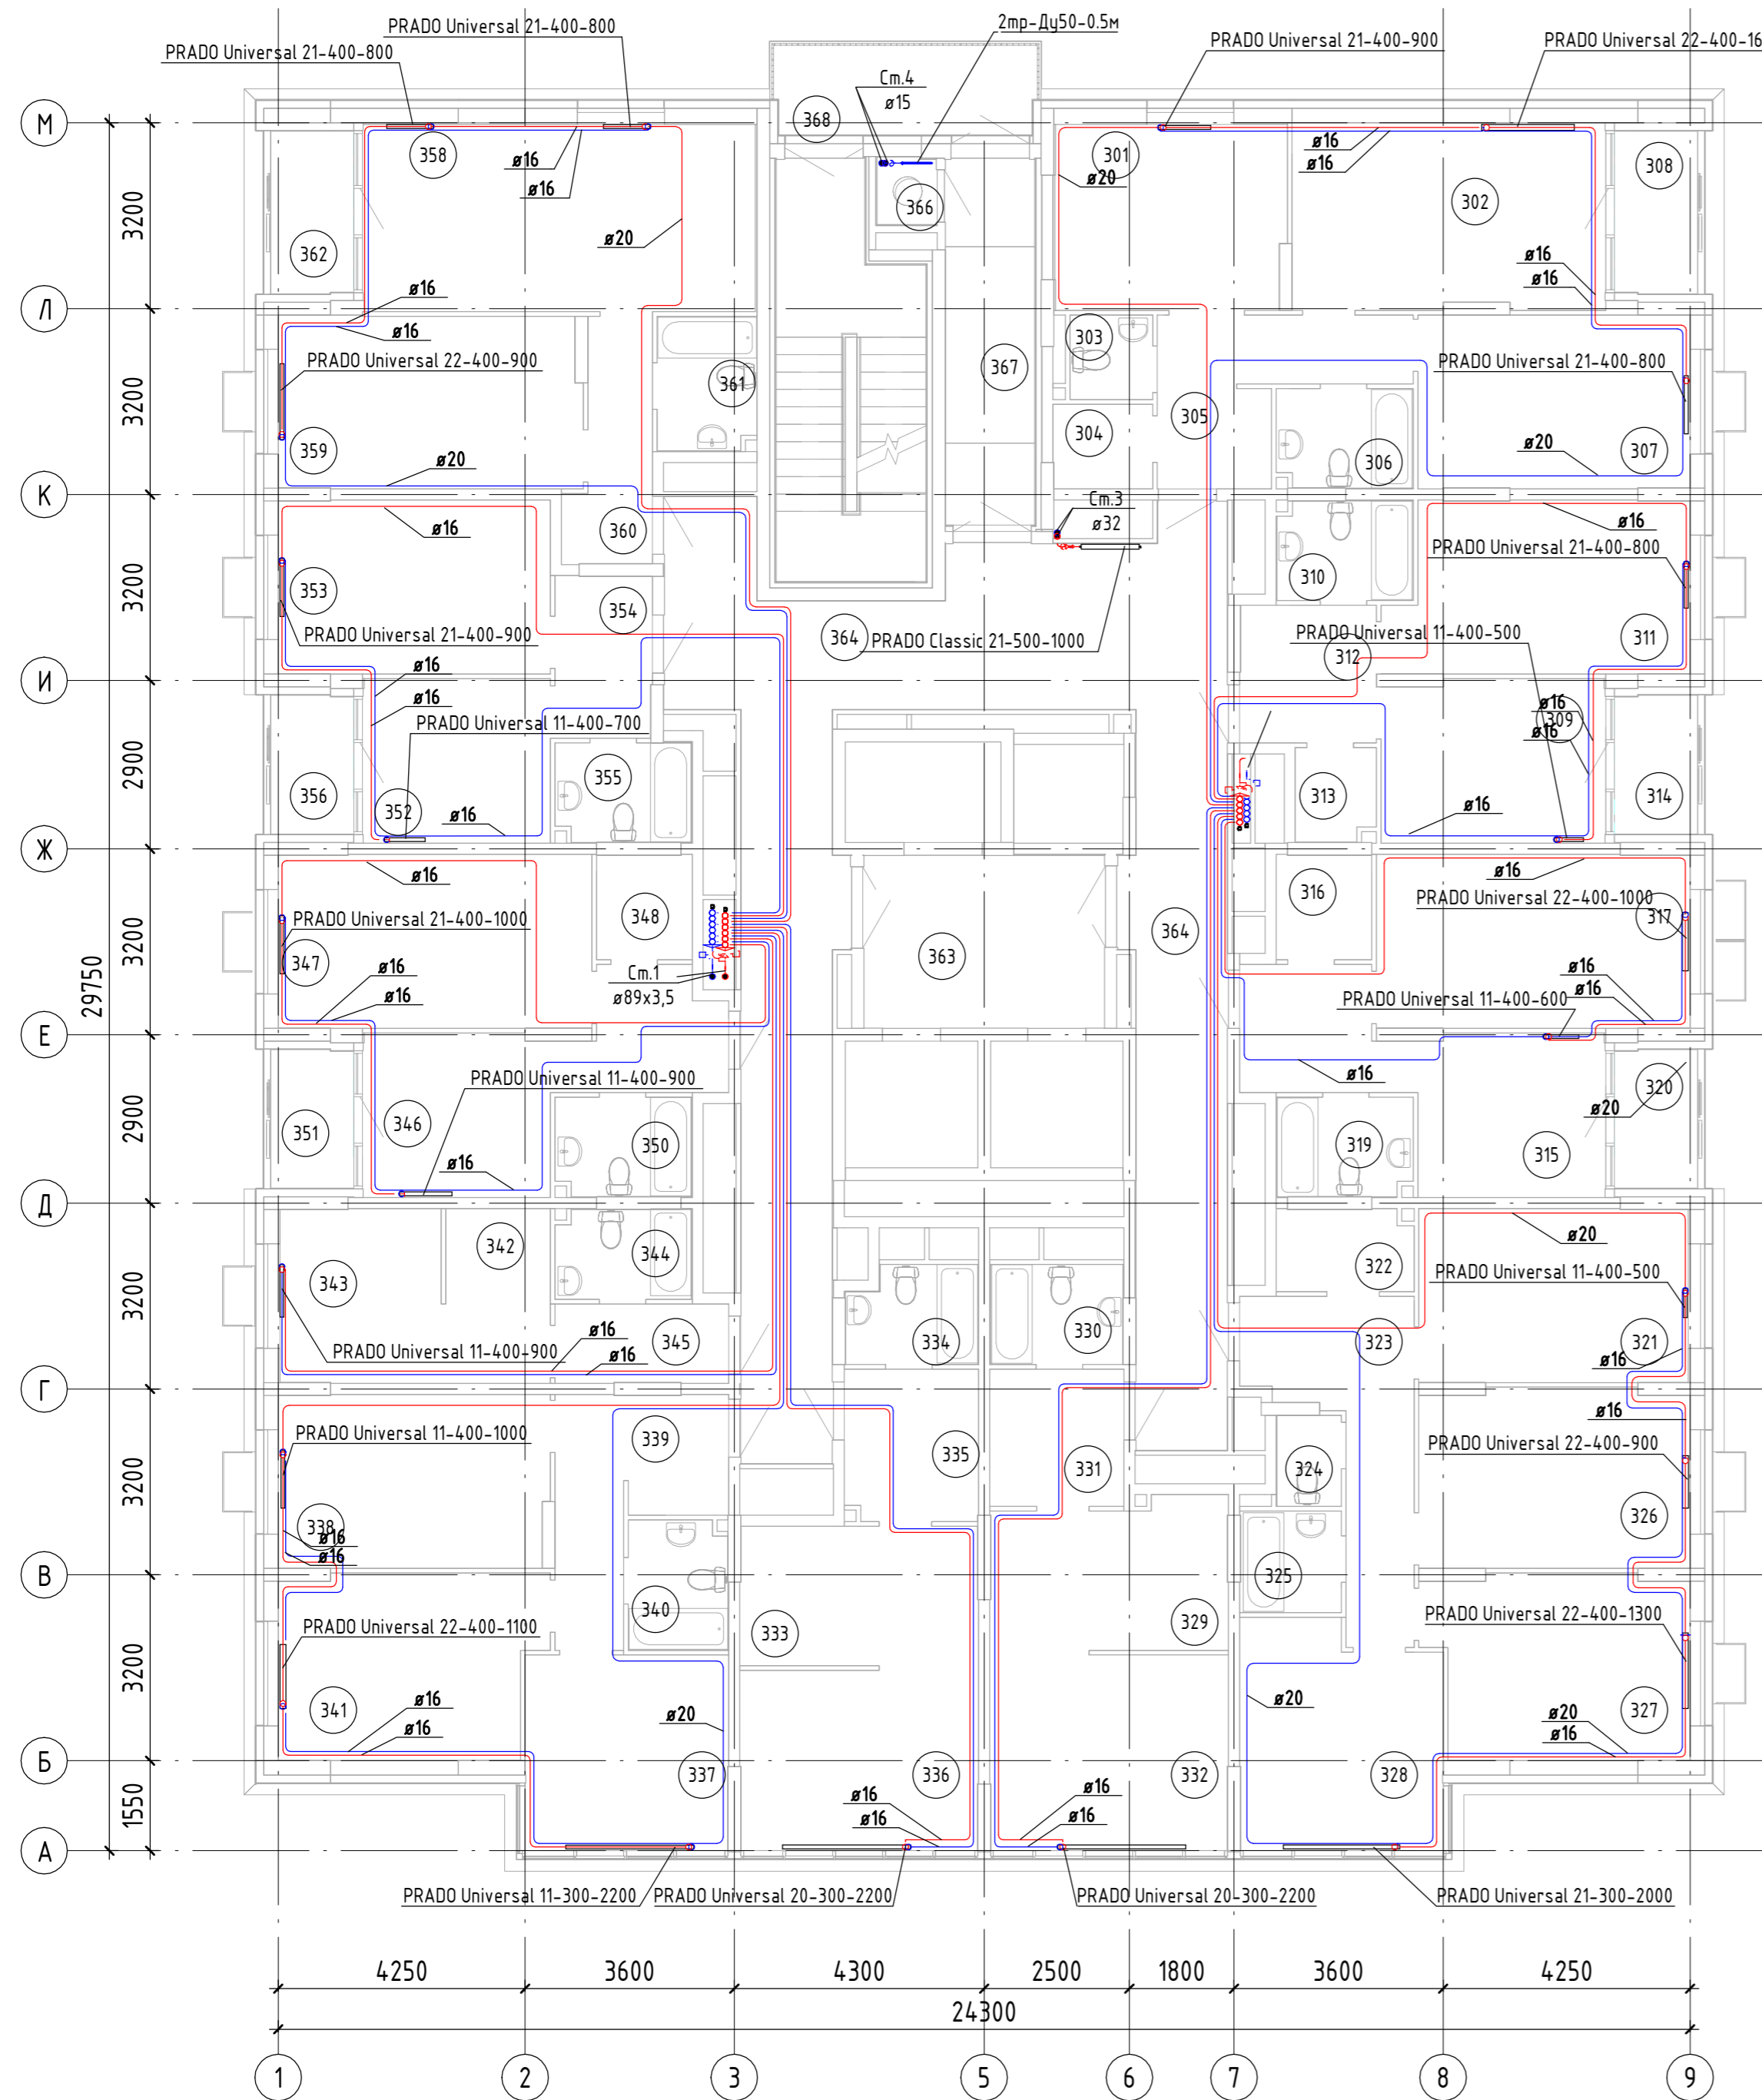 2тр-Ду50-0.5м
PRADO Universal 21-400-800
PRADO Universal 21-400-900
PRADO Universal 22-400-16
PRADO Universal 21-400-800
Ст.4
ø15
М
368
358
301
308
ø16
ø16
ø16
ø16
ø20
366
302
3200
ø20
362
ø16
ø16
ø16
Л
ø16
303
PRADO Universal 22-400-900
367
PRADO Universal 21-400-800
361
3200
305
304
359
306
307
ø20
ø20
К
Ст.3
ø32
ø16
360
PRADO Universal 21-400-800
3200
353
310
354
PRADO Universal 21-400-900
364
PRADO Classic 21-500-1000
PRADO Universal 11-400-500
311
312
ø16
И
ø16
ø16
PRADO Universal 11-400-700
309
ø16
2900
355
356
313
314
352
ø16
ø16
Ж
ø16
ø16
PRADO Universal 22-400-1000
316
317
PRADO Universal 21-400-1000
348
364
3200
347
363
ø16
Ст.1
ø16
ø16
ø89х3,5
PRADO Universal 11-400-600
ø16
29750
Е
ø16
PRADO Universal 11-400-900
320
ø20
2900
351
346
350
319
315
ø16
Д
ø20
342
344
322
343
PRADO Universal 11-400-500
3200
ø16
345
334
330
323
321
PRADO Universal 11-400-900
ø16
ø16
Г
ø16
PRADO Universal 11-400-1000
339
335
331
324
PRADO Universal 22-400-900
3200
338
326
ø16
ø16
В
325
340
333
329
PRADO Universal 22-400-1100
PRADO Universal 22-400-1300
3200
ø16
341
ø20
ø20
ø20
327
ø16
ø16
Б
337
336
332
328
1550
ø16
ø16
ø16
ø16
А
PRADO Universal 11-300-2200
PRADO Universal 20-300-2200
PRADO Universal 20-300-2200
PRADO Universal 21-300-2000
4250
3600
4300
2500
1800
3600
4250
24300
1
2
3
5
6
7
8
9